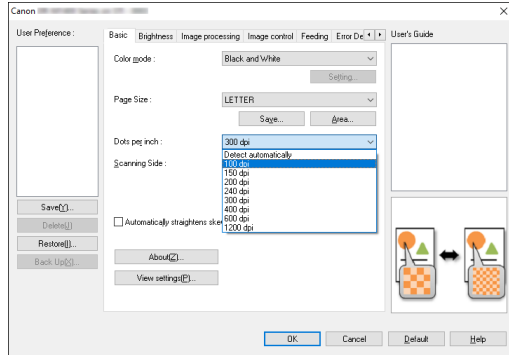 Canon
User Preference :
Basic Brightness Image processing Image control Feeding Error De
User's Guide
Color mode :
Black and White
Setting...
Page Size :
LETTER
Save...
Area...
Dots per inch :
300 dpi
Detect automatically
100 dpi
150 dpi
200 dpi
240 dpi
300 dpi
400 dpi
600 dpi
1200 dpi
Scanning Side :
Automatically straightens ske
Save(Y)...
Delete(J)
Restore(I)...
Back Up(X)...
About(Z)...
View settings(P)...
OK
Cancel
Default
Help